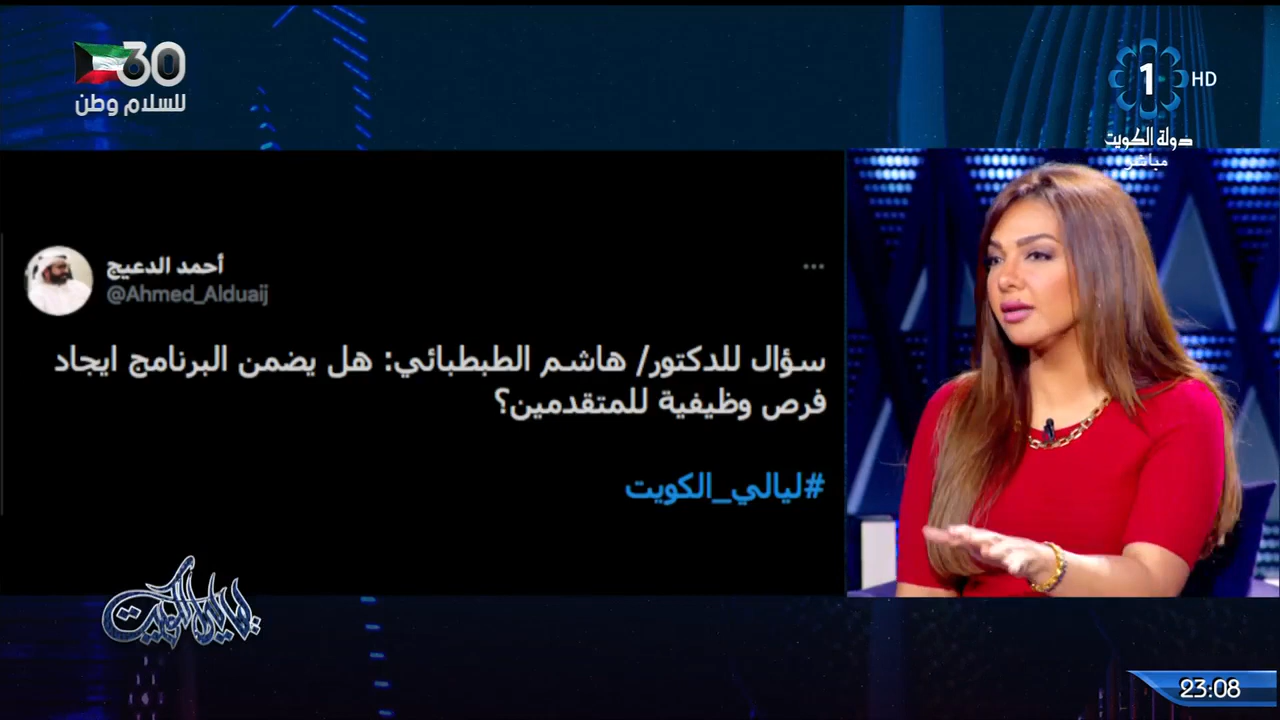 30
للسلام وطن
1 HD
دولة الكويت
مباشر
أحمد الدعيج
@Ahmed_Alduaij
سؤال للدكتور/ هاشم الطبطبائي: هل يضمن البرنامج ايجاد
فرص وظيفية للمتقدمين؟
#ليالي_الكويت
ليالي الكويت
23:08